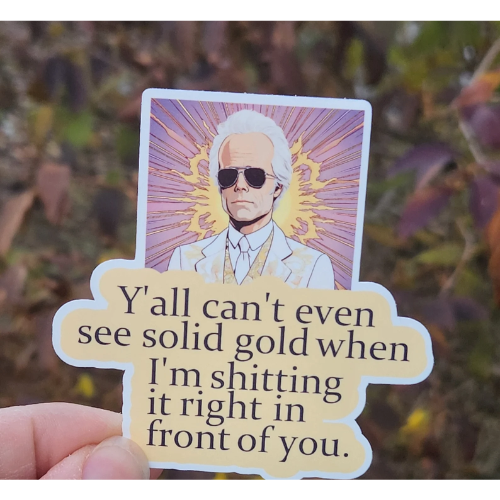 Y'all can't even
see solid gold when
I'm shitting
it right in
front of you.